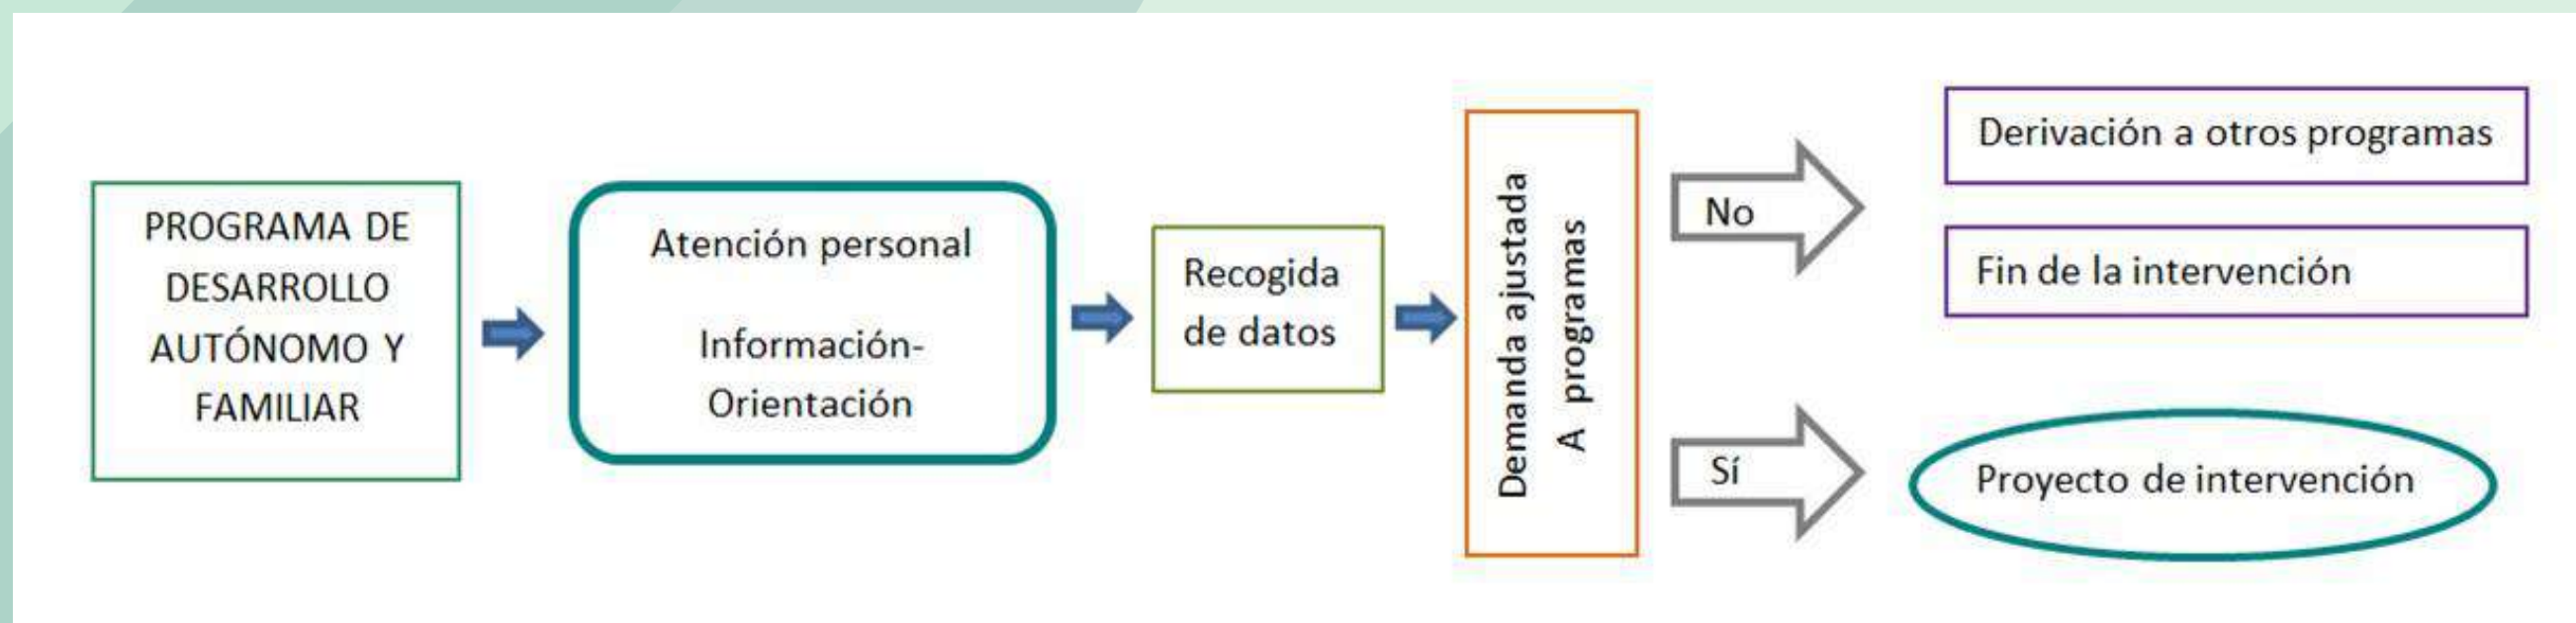 PROGRAMA DE
DESARROLLO
AUTÓNOMO Y
FAMILIAR
Atención personal
Información-
Orientación
Recogida
de datos
Demanda ajustada
A programas
No
Derivación a otros programas
Fin de la intervención
Sí
Proyecto de intervención